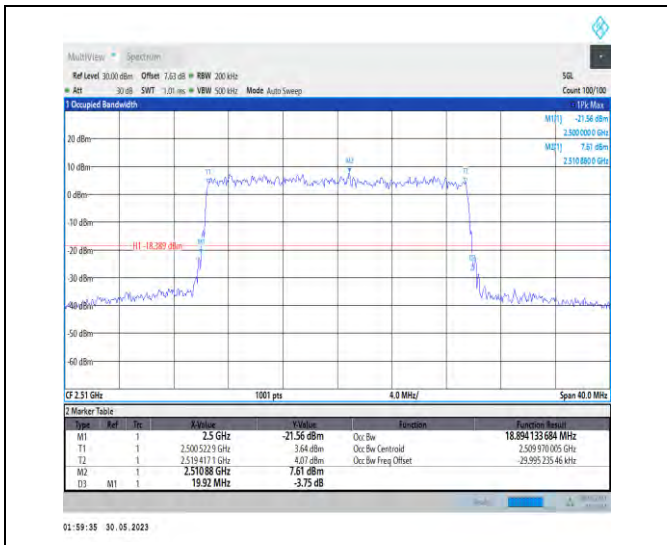 MultiView Spectrum
Ref Level 30.00 dBm Offset 7.63 dB RBW 200 kHz SGL
Att 30 dB SWT 1.01 ms VBW 500 kHz Mode Auto Sweep Count 100/100
1 Occupied Bandwidth 1Pk Max
M1[1] -21.56 dBm
2.500 000 0 GHz
M2[1] 7.61 dBm
2.510 880 0 GHz
20 dBm
M2
10 dBm
T1
0 dBm
-10 dBm
H1 -18.389 dBm
-20 dBm
-30 dBm
-40 dBm
-50 dBm
-60 dBm
CF 2.51 GHz 1001 pts 4.0 MHz/ Span 40.0 MHz
2 Marker Table
Type Ref Trc X-Value Y-Value Function Function Result
M1 1 2.5 GHz -21.56 dBm Occ Bw 18.894 133 684 MHz
T1 1 2.500 522 9 GHz 3.64 dBm Occ Bw Centroid 2.509 970 005 GHz
T2 1 2.519 417 1 GHz 4.07 dBm Occ Bw Freq Offset -29.995 235 46 kHz
M2 1 2.510 88 GHz 7.61 dBm
D3 M1 1 19.92 MHz -3.75 dB
01:59:35 30.05.2023